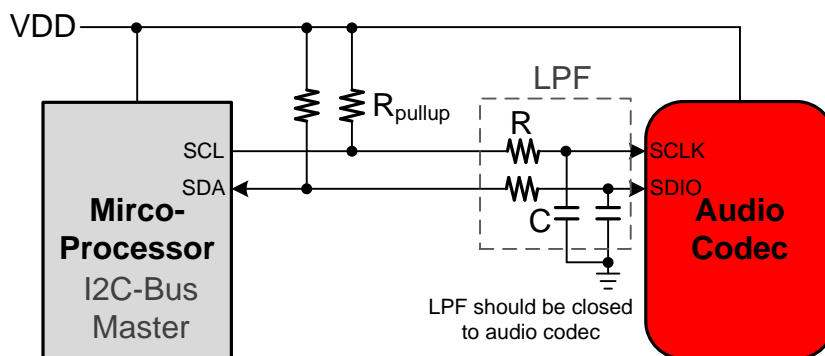 VDD
LPF
Rpullup
R
SCL
SCLK
SDA
SDIO
Mirco-
Processor
I2C-Bus
Master
C
Audio
Codec
LPF should be closed
to audio codec